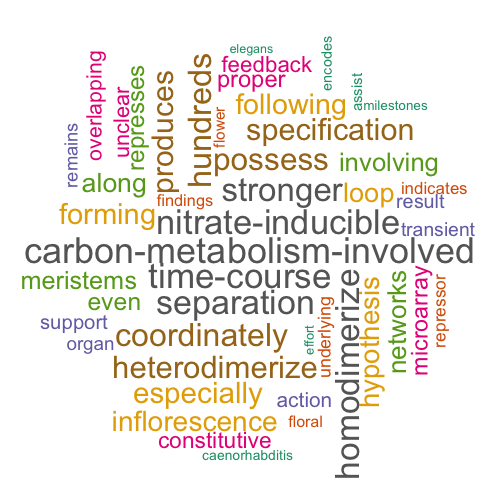 elegans
encodes
feedback
overlapping
hundreds
proper
assist
produces
unclear
represses
milestones
following
flower
remains
specification
possess
involving
along
stronger
loop
indicates
findings
result
forming
nitrate-inducible
transient
carbon-metabolism-involved
time-course
meristems
separation
even
homodimerize
hypothesis
networks
microarray
repressor
support
coordinately
underlying
organ
effort
heterodimerize
especially
action
inflorescence
floral
constitutive
caenorhabditis